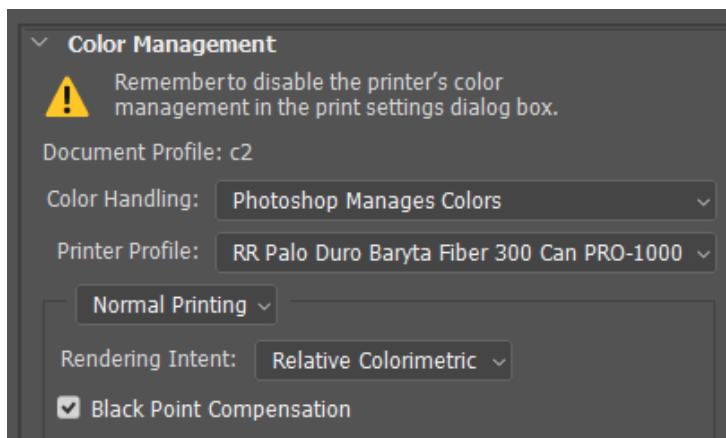 Color Management
Remember to disable the printer's color
management in the print settings dialog box.
Document Profile: c2
Color Handling: Photoshop Manages Colors
Printer Profile: RR Palo Duro Baryta Fiber 300 Can PRO-1000
Normal Printing
Rendering Intent: Relative Colorimetric
Black Point Compensation